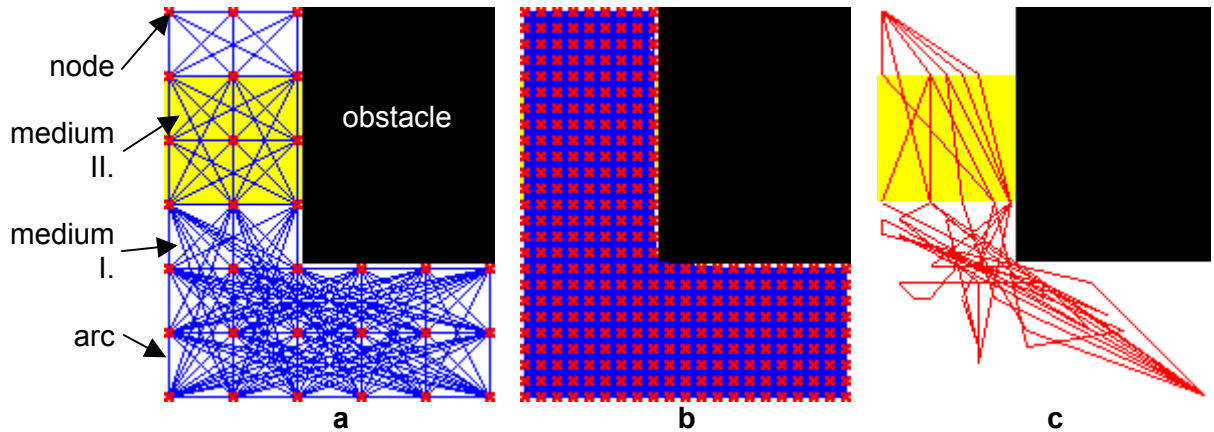 node
medium
II.
obstacle
medium
I.
arc
a
b
c